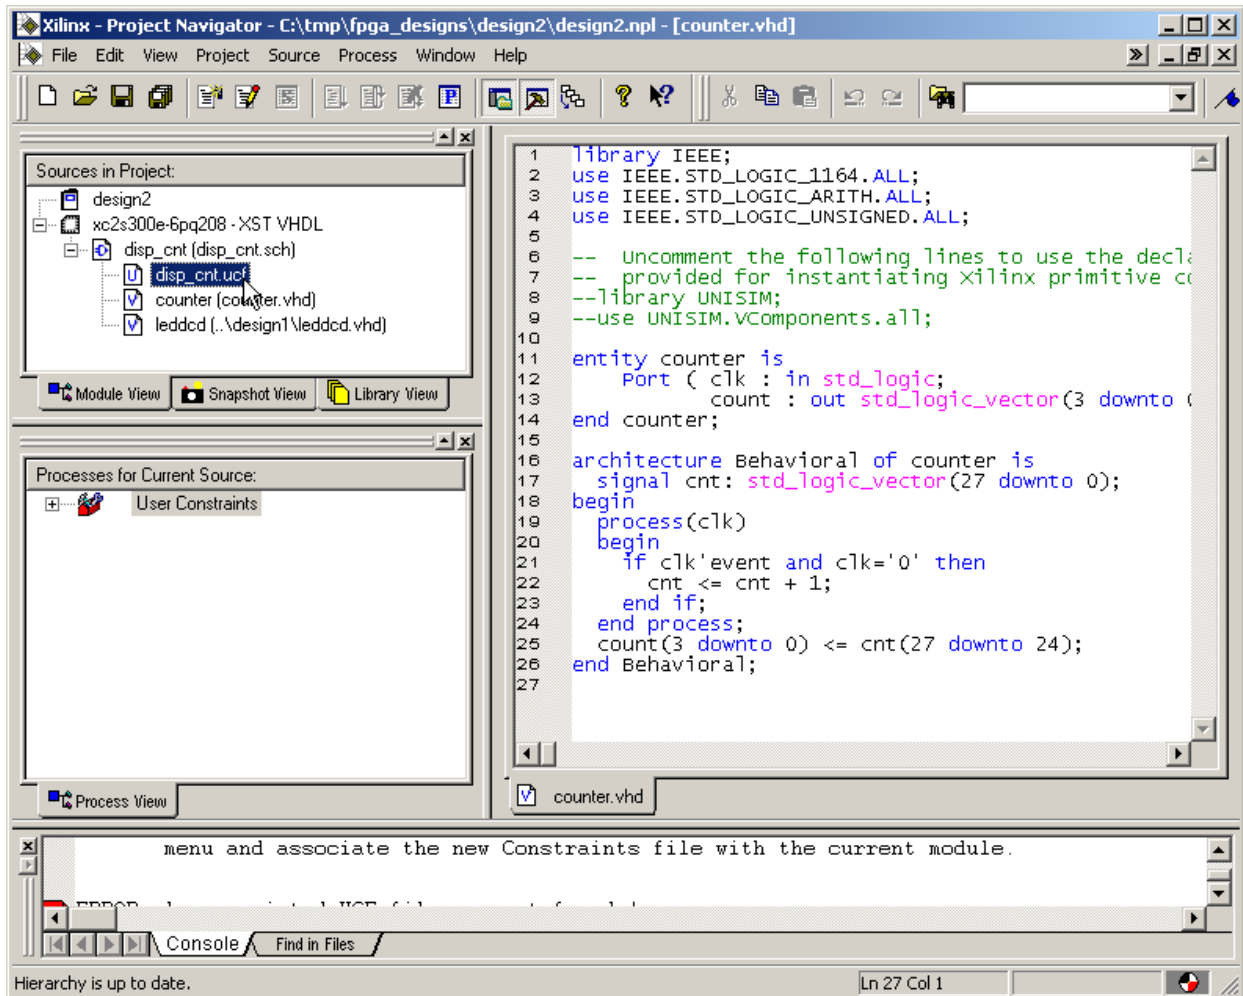 Xilinx - Project Navigator - C:\tmp\fpga_designs\design2\design2.npl - [counter.vhd]
File Edit View Project Source Process Window Help
Sources in Project:
design2
xc2s300e-6pq208 - XST VHDL
disp_cnt (disp_cnt.sch)
disp_cnt.ucf
counter (counter.vhd)
leddcd (..\design1\leddcd.vhd)
Module View Snapshot View Library View
Processes for Current Source:
User Constraints
Process View
1 library IEEE;
2 use IEEE.STD_LOGIC_1164.ALL;
3 use IEEE.STD_LOGIC_ARITH.ALL;
4 use IEEE.STD_LOGIC_UNSIGNED.ALL;
5
6 -- Uncomment the following lines to use the decla
7 -- provided for instantiating Xilinx primitive co
8 --library UNISIM;
9 --use UNISIM.VComponents.all;
10
11 entity counter is
12 Port ( clk : in std_logic;
13 count : out std_logic_vector(3 downto 0
14 end counter;
15
16 architecture Behavioral of counter is
17 signal cnt: std_logic_vector(27 downto 0);
18 begin
19 process(clk)
20 begin
21 if clk'event and clk='0' then
22 cnt <= cnt + 1;
23 end if;
24 end process;
25 count(3 downto 0) <= cnt(27 downto 24);
26 end Behavioral;
27
counter.vhd
menu and associate the new Constraints file with the current module.
Console Find in Files
Hierarchy is up to date.
Ln 27 Col 1